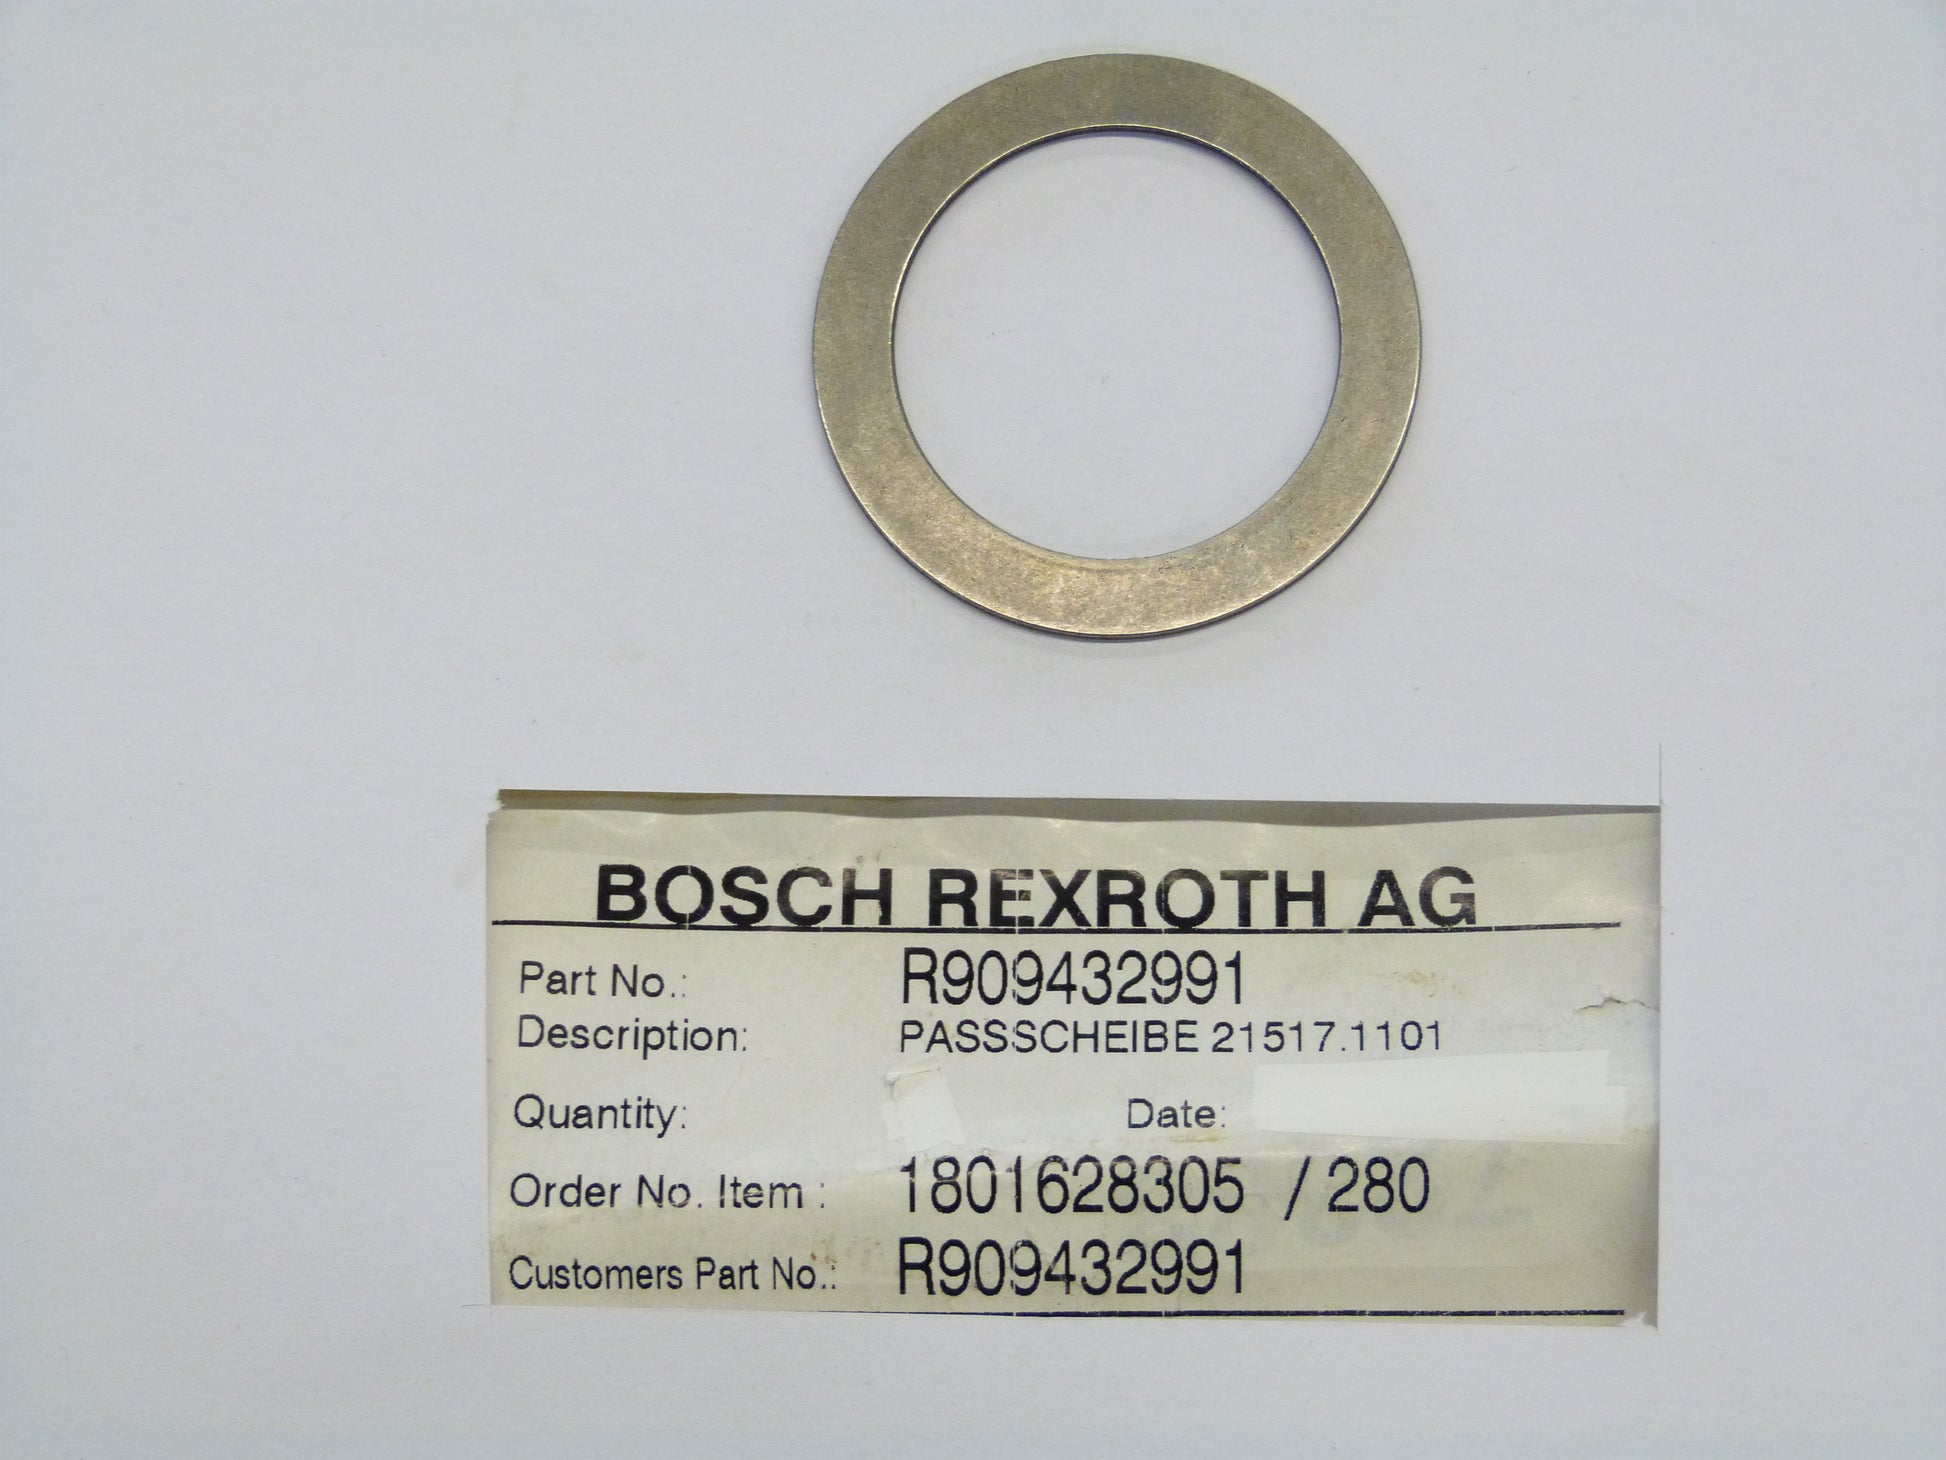 BOSCH REXROTH AG
Part No.: R909432991
Description: PASSSCHEIBE 21517.1101
Quantity: Date:
Order No. Item : 1801628305 / 280
Customers Part No.: R909432991